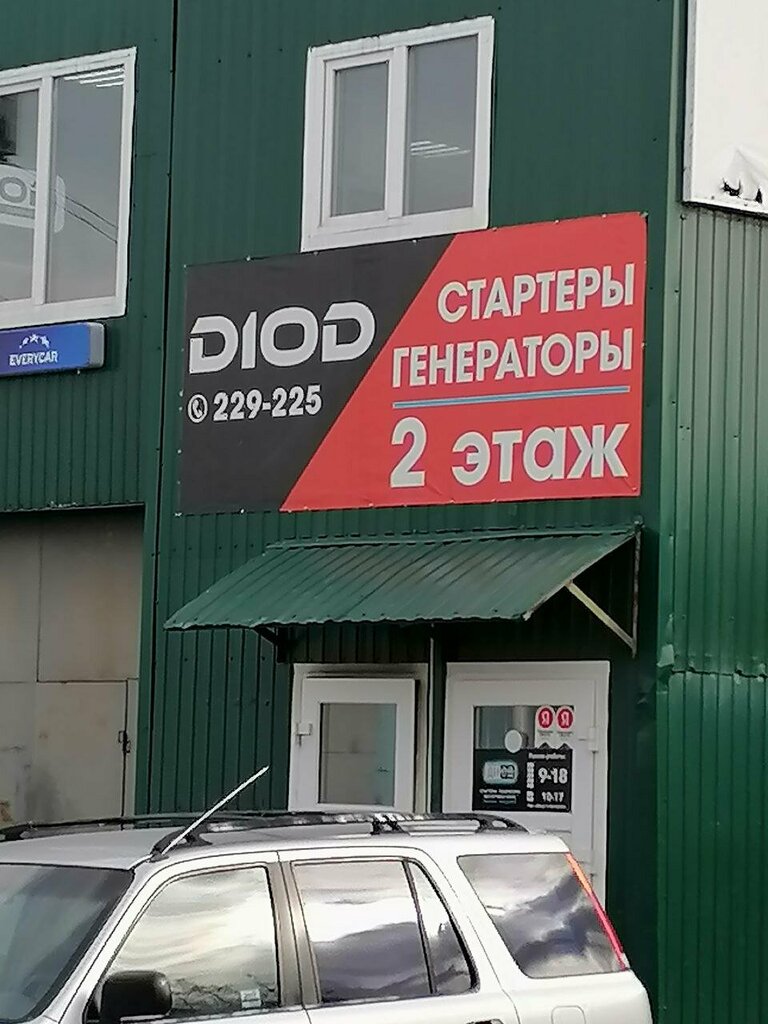 DIOD
229-225
СТАРТЕРЫ
ГЕНЕРАТОРЫ
2 этаж
EVERYCAR
Я Я
9-18
10-17